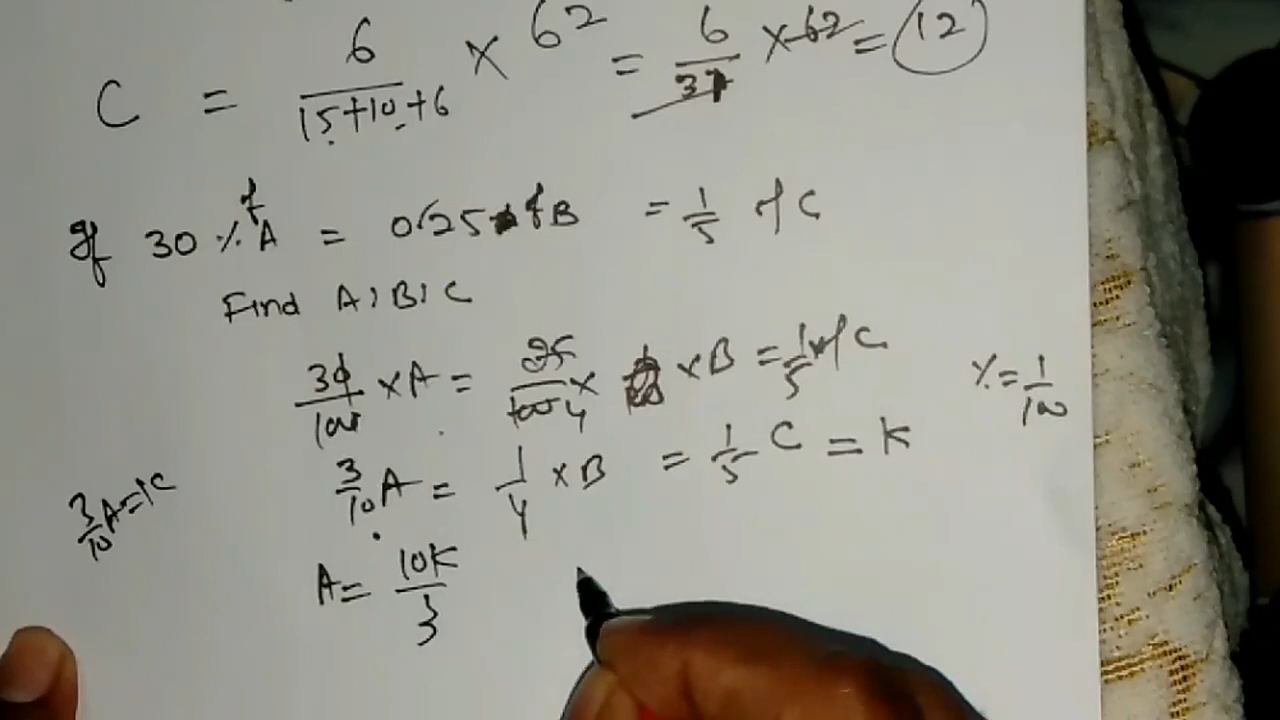 C = 6/(15+10+6) × 62 = 6/31 × 62 = 12
If 30 % of A = 0.25 of B = 1/5 of C
Find A : B : C
30/100 × A = 25/100 4 × × B = 1/5 of C
% = 1/100
3/10 A = 1/4 × B = 1/5 C = K
3/10 A = K
A = 10K/3